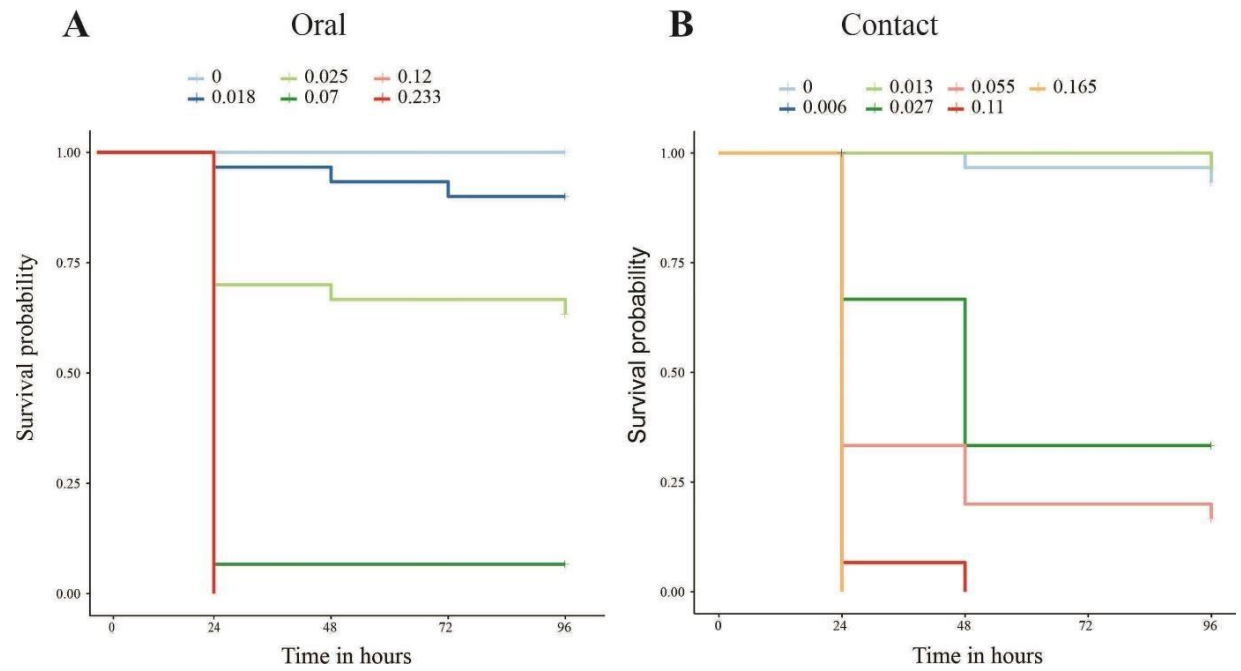 A Oral
0 0.025 0.12
0.018 0.07 0.233
Survival probability
1.00
0.75
0.50
0.25
0.00
0 24 48 72 96
Time in hours
B Contact
0 0.013 0.055 0.165
0.006 0.027 0.11
Survival probability
1.00
0.75
0.50
0.25
0.00
0 24 48 72 96
Time in hours